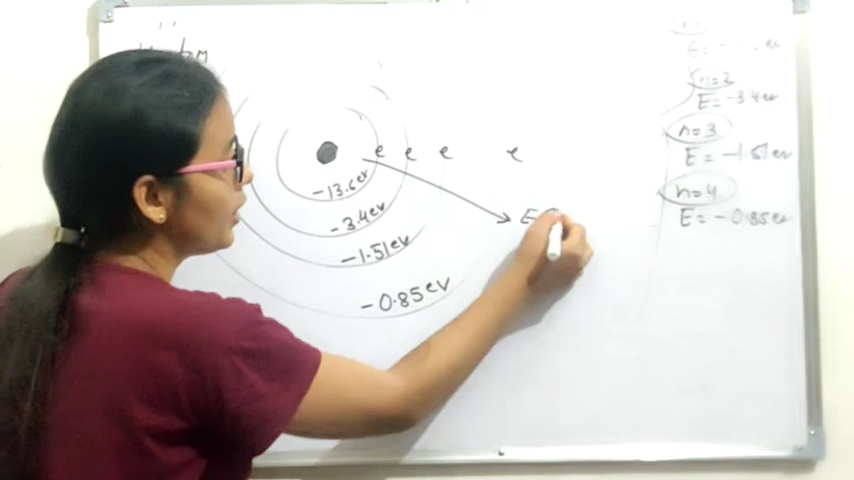 e e e e
-13.6ev
-3.4ev
-1.51ev
-0.85ev
E
n=2
E=-3.4ev
n=3
E=-1.51ev
n=4
E=-0.85ev